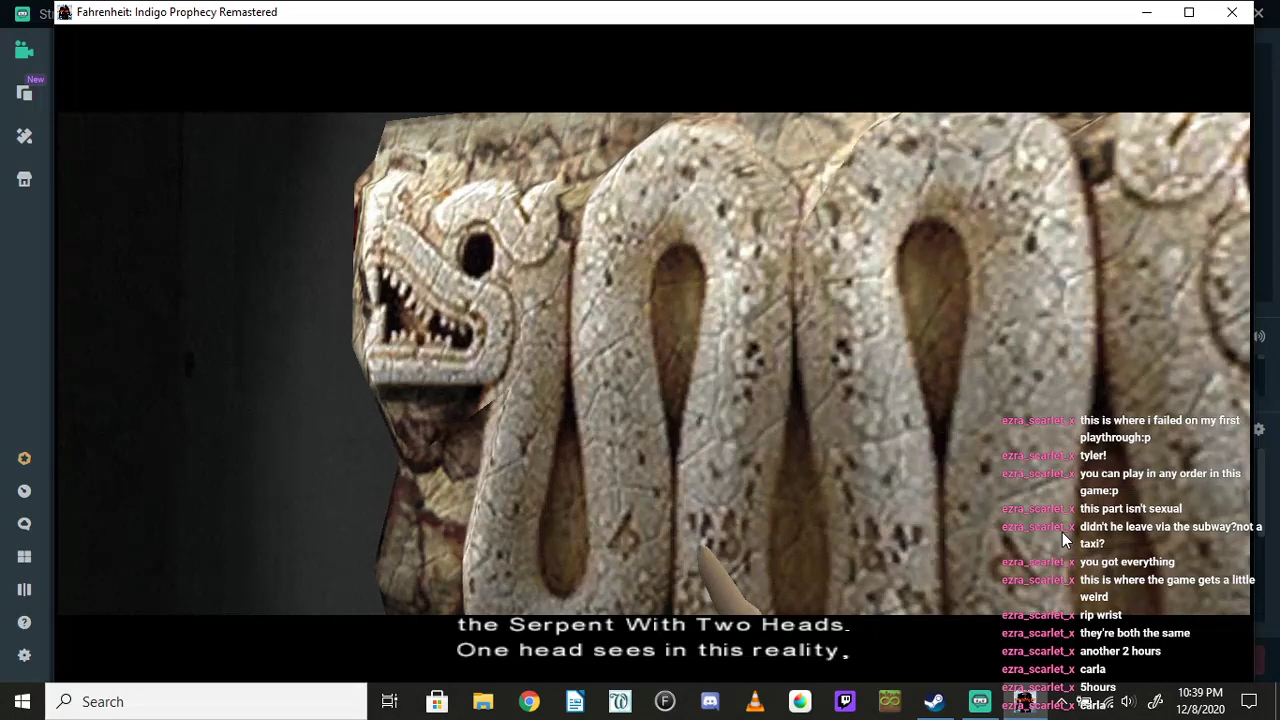 St
Fahrenheit: Indigo Prophecy Remastered
New
ezra_scarlet_x this is where i failed on my first
playthrough:p
ezra_scarlet_x tyler!
ezra_scarlet_x you can play in any order in this
game:p
ezra_scarlet_x this part isn't sexual
ezra_scarlet_x didn't he leave via the subway?not a
taxi?
ezra_scarlet_x you got everything
ezra_scarlet_x this is where the game gets a little
weird
ezra_scarlet_x rip wrist
ezra_scarlet_x they're both the same
ezra_scarlet_x another 2 hours
ezra_scarlet_x carla
ezra_scarlet_x 5hours
ezra_scarlet_x carla
the Serpent With Two Heads.
One head sees in this reality,
Search
10:39 PM
12/8/2020